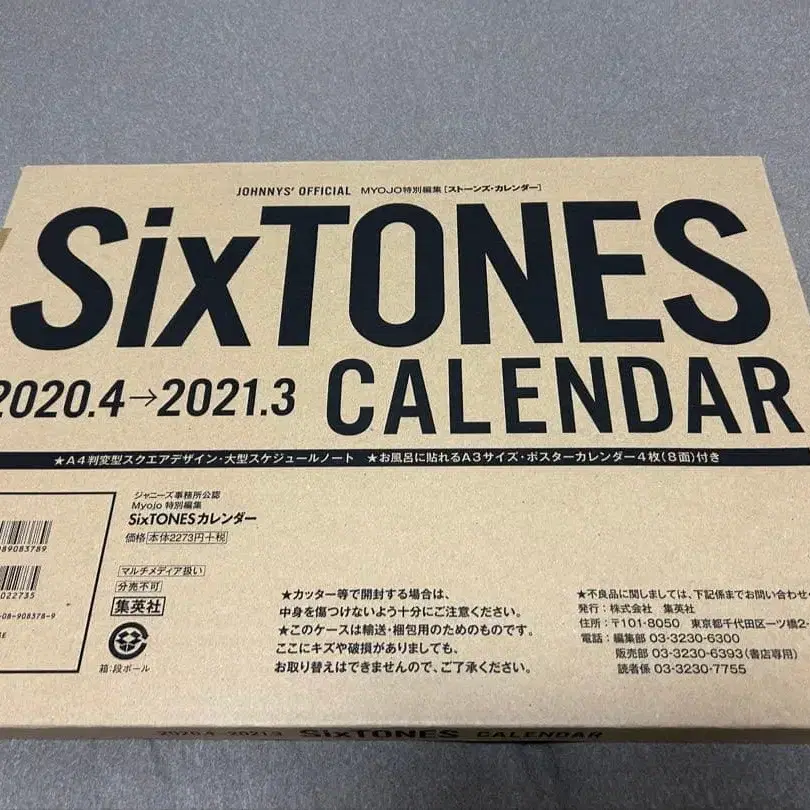 JOHNNYS' OFFICIAL MYOJO特別編集[ストーンズ・カレンダー]
SixTONES
2020.4→2021.3 CALENDAR
★A4判変型スクエアデザイン・大型スケジュールノート ★お風呂に貼れるA3サイズ・ポスターカレンダー4枚(8面)付き
ジャニーズ事務所公認
Myojo 特別編集
SixTONESカレンダー
価格 本体2273円+税
マルチメディア扱い
分売不可
集英社
箱:段ボール
089083789
022735
-08-908378-9
★カッター等で開封する場合は、
中身を傷つけないよう十分にご注意ください。
★このケースは輸送・梱包用のためのものです。
ここにキズや破損がありましても、
お取り替えはできませんので、ご了承ください。
★不良品に関しましては、下記係までお問い合わせ
発行:株式会社 集英社
住所:〒101-8050 東京都千代田区一ツ橋2-
電話:編集部 03-3230-6300
販売部 03-3230-6393(書店専用)
読者係 03-3230-7755
2020.4→2021.3 SixTONES CALENDAR